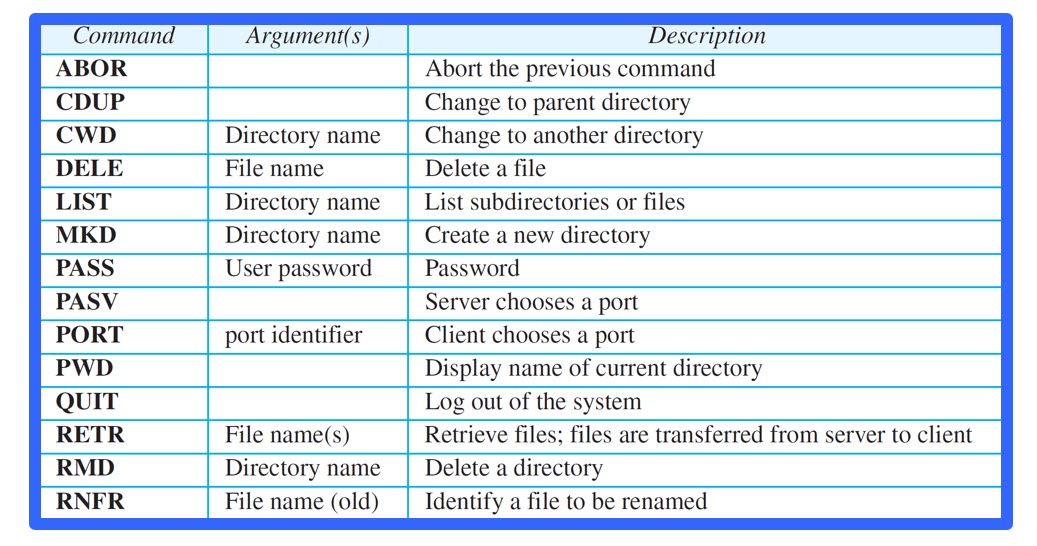 Command Argument(s) Description
ABOR Abort the previous command
CDUP Change to parent directory
CWD Directory name Change to another directory
DELE File name Delete a file
LIST Directory name List subdirectories or files
MKD Directory name Create a new directory
PASS User password Password
PASV Server chooses a port
PORT port identifier Client chooses a port
PWD Display name of current directory
QUIT Log out of the system
RETR File name(s) Retrieve files; files are transferred from server to client
RMD Directory name Delete a directory
RNFR File name (old) Identify a file to be renamed